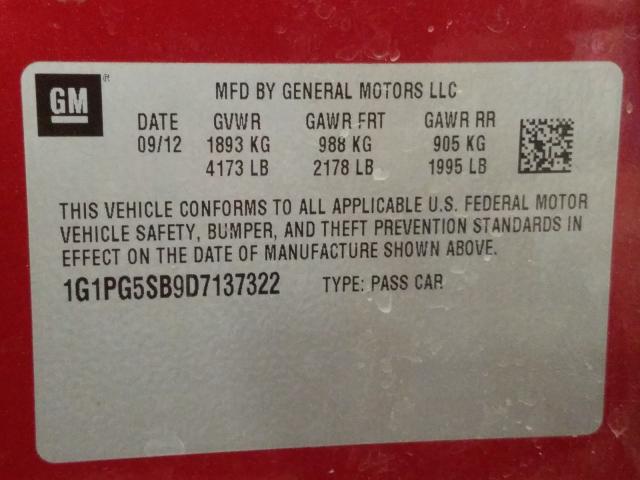 GM
MFD BY GENERAL MOTORS LLC
DATE GVWR GAWR FRT GAWR RR
09/12 1893 KG 988 KG 905 KG
4173 LB 2178 LB 1995 LB
THIS VEHICLE CONFORMS TO ALL APPLICABLE U.S. FEDERAL MOTOR
VEHICLE SAFETY, BUMPER, AND THEFT PREVENTION STANDARDS IN
EFFECT ON THE DATE OF MANUFACTURE SHOWN ABOVE.
1G1PG5SB9D7137322 TYPE: PASS CAR